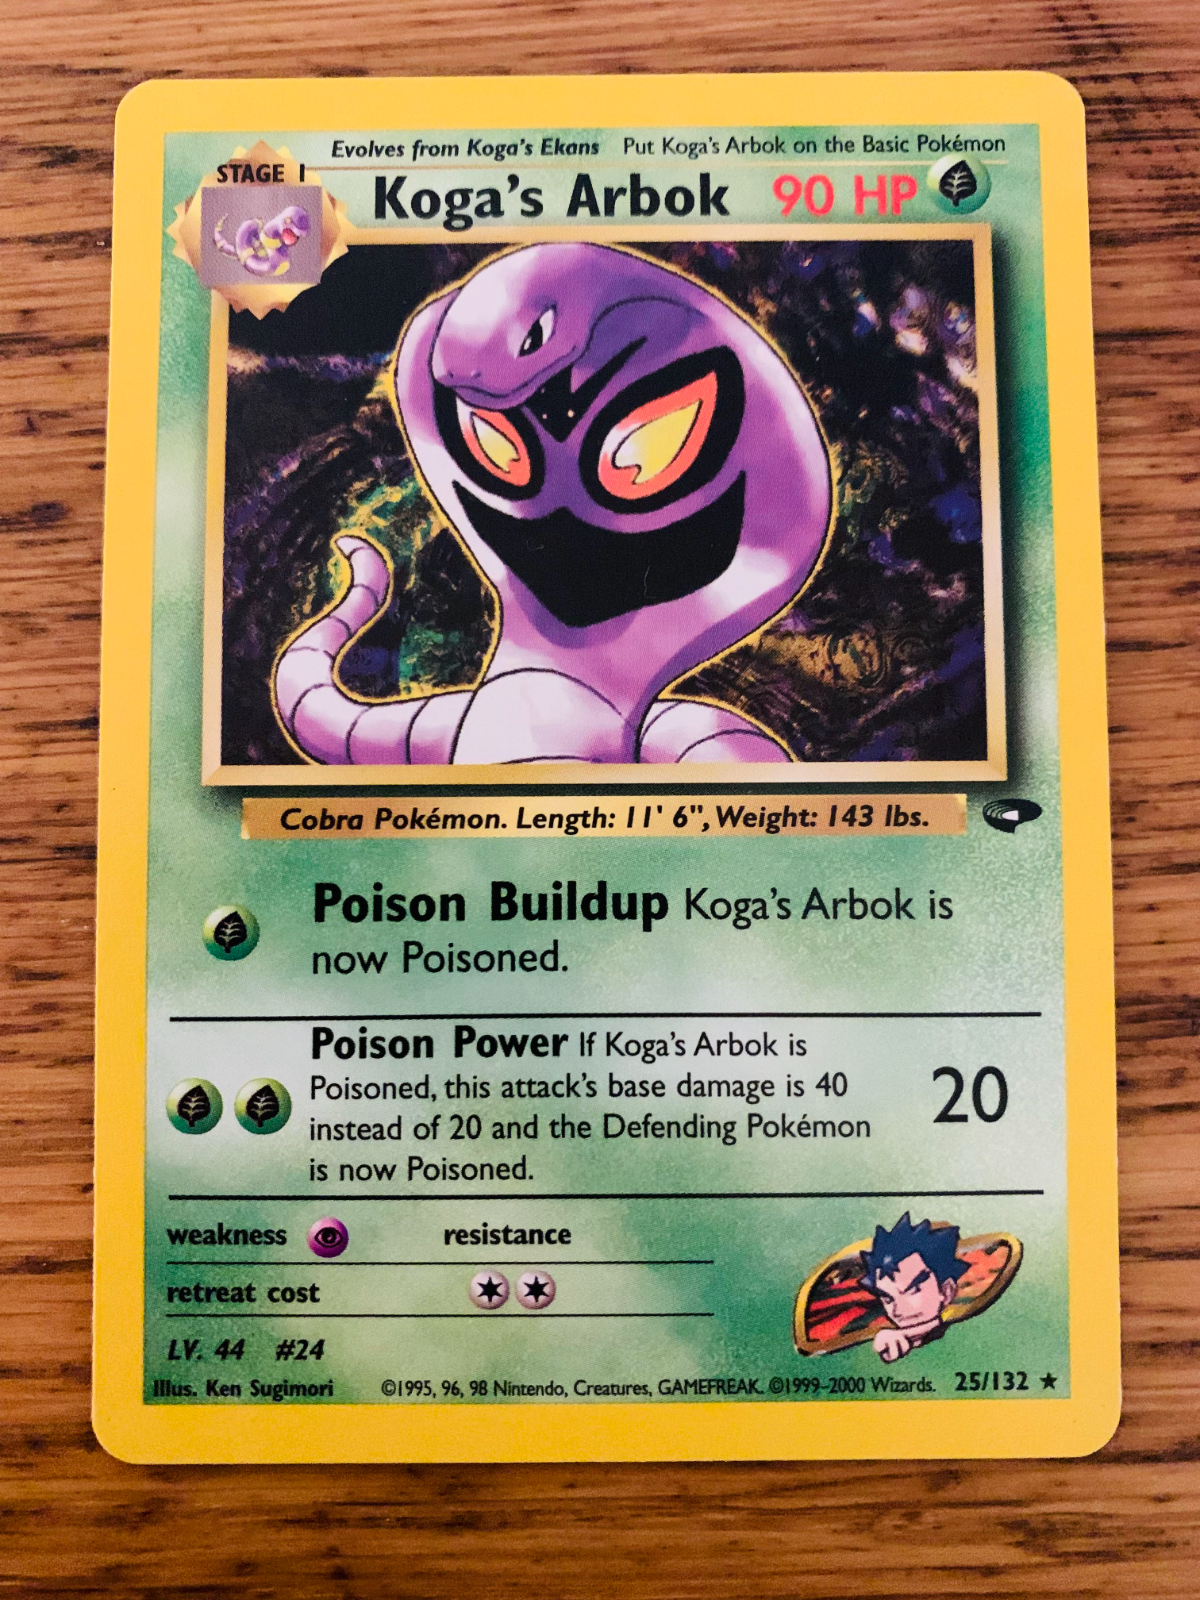 Evolves from Koga's Ekans Put Koga's Arbok on the Basic Pokémon
STAGE 1
Koga's Arbok 90 HP
Cobra Pokémon. Length: 11' 6", Weight: 143 lbs.
Poison Buildup Koga's Arbok is
now Poisoned.
Poison Power If Koga's Arbok is
Poisoned, this attack's base damage is 40
instead of 20 and the Defending Pokémon
is now Poisoned.
20
weakness resistance
retreat cost
LV. 44 #24
Illus. Ken Sugimori ©1995, 96, 98 Nintendo, Creatures, GAMEFREAK. ©1999-2000 Wizards. 25/132 ★